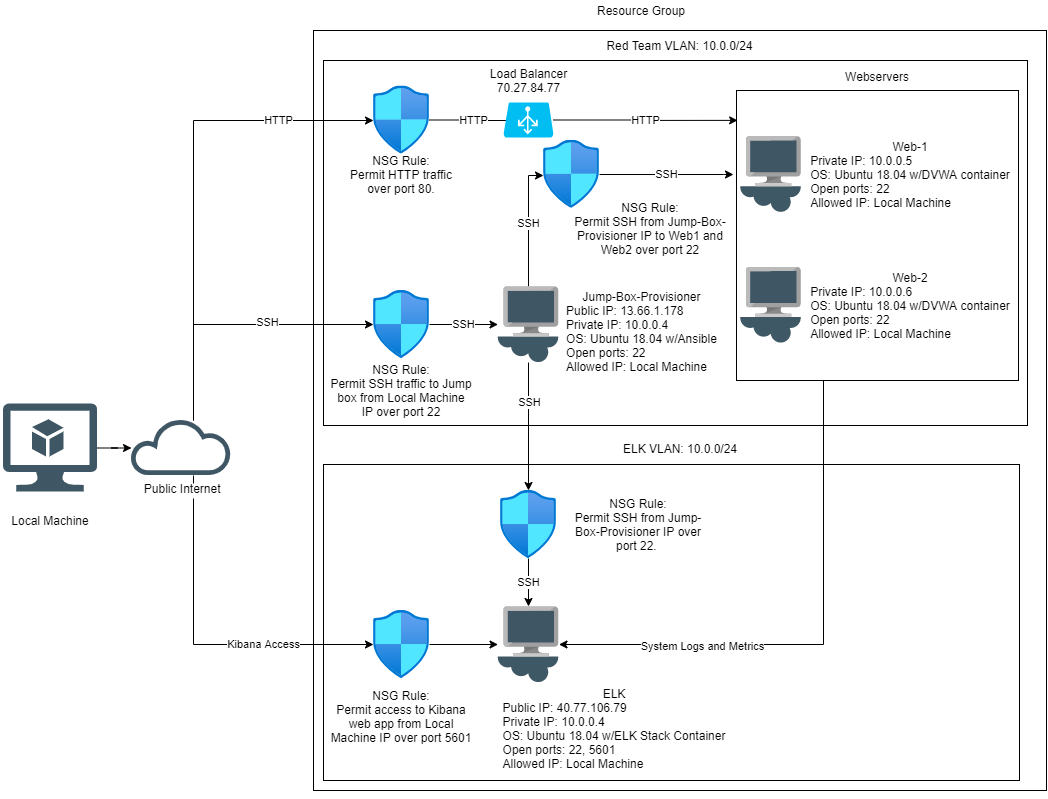 Resource Group
Red Team VLAN: 10.0.0/24
Load Balancer
70.27.84.77
Webservers
HTTP
HTTP
HTTP
NSG Rule:
Permit HTTP traffic
over port 80.
SSH
SSH
NSG Rule:
Permit SSH from Jump-Box-
Provisioner IP to Web1 and
Web2 over port 22
Web-1
Private IP: 10.0.0.5
OS: Ubuntu 18.04 w/DVWA container
Open ports: 22
Allowed IP: Local Machine
Web-2
Private IP: 10.0.0.6
OS: Ubuntu 18.04 w/DVWA container
Open ports: 22
Allowed IP: Local Machine
SSH
SSH
Jump-Box-Provisioner
Public IP: 13.66.1.178
Private IP: 10.0.0.4
OS: Ubuntu 18.04 w/Ansible
Open ports: 22
Allowed IP: Local Machine
NSG Rule:
Permit SSH traffic to Jump
box from Local Machine
IP over port 22
SSH
ELK VLAN: 10.0.0/24
Public Internet
Local Machine
NSG Rule:
Permit SSH from Jump-
Box-Provisioner IP over
port 22.
SSH
Kibana Access
System Logs and Metrics
NSG Rule:
Permit access to Kibana
web app from Local
Machine IP over port 5601
ELK
Public IP: 40.77.106.79
Private IP: 10.0.0.4
OS: Ubuntu 18.04 w/ELK Stack Container
Open ports: 22, 5601
Allowed IP: Local Machine